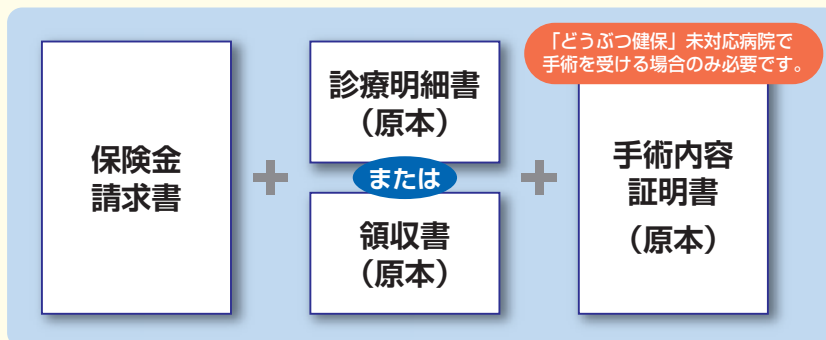 「どうぶつ健保」未対応病院で
手術を受ける場合のみ必要です。
保険金
請求書
+
診療明細書
（原本）
または
領収書
（原本）
+
手術内容
証明書
（原本）